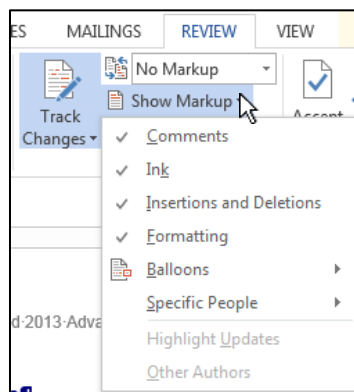 ES MAILINGS REVIEW VIEW
No Markup
Show Markup
Track
Changes
Accept
Comments
Ink
Insertions and Deletions
Formatting
Balloons
Specific People
d·2013·Adva
Highlight Updates
Other Authors